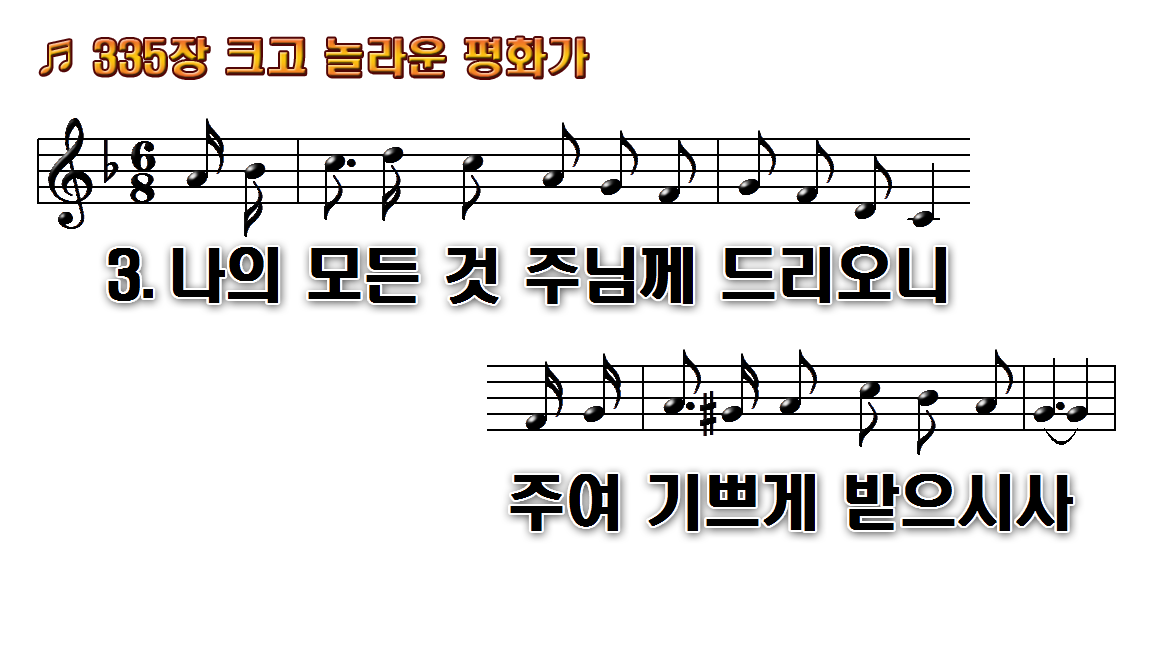 335장 크고 놀라운 평화가
3. 나의 모든 것 주님께 드리오니
주여 기쁘게 받으시사